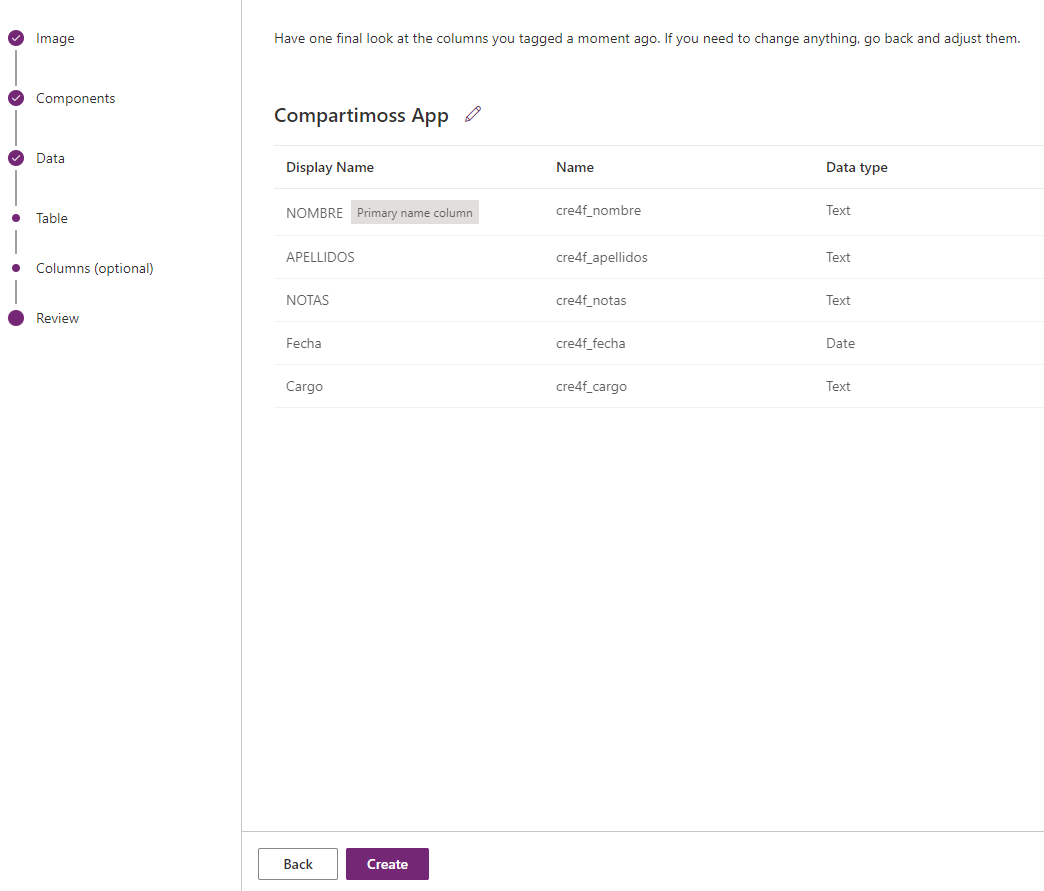 Image
Components
Data
Table
Columns (optional)
Review
Have one final look at the columns you tagged a moment ago. If you need to change anything, go back and adjust them.
Compartimoss App
Display Name Name Data type
NOMBRE Primary name column cre4f_nombre Text
APELLIDOS cre4f_apellidos Text
NOTAS cre4f_notas Text
Fecha cre4f_fecha Date
Cargo cre4f_cargo Text
Back Create